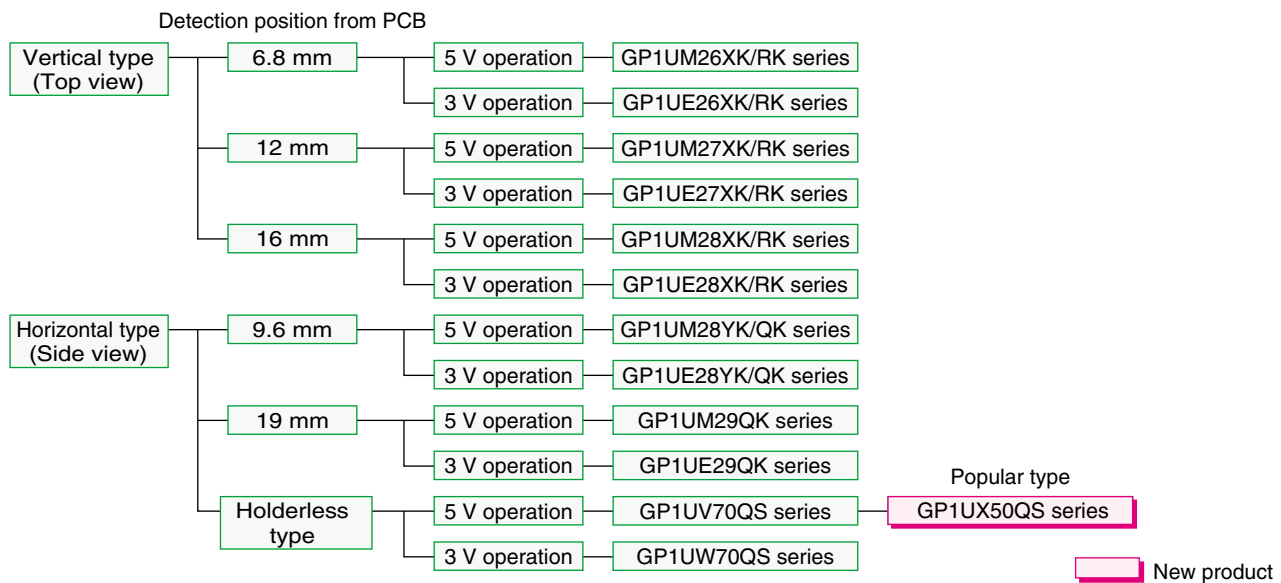 Detection position from PCB
Vertical type
(Top view)
6.8 mm
5 V operation
GP1UM26XK/RK series
3 V operation
GP1UE26XK/RK series
12 mm
5 V operation
GP1UM27XK/RK series
3 V operation
GP1UE27XK/RK series
16 mm
5 V operation
GP1UM28XK/RK series
3 V operation
GP1UE28XK/RK series
Horizontal type
(Side view)
9.6 mm
5 V operation
GP1UM28YK/QK series
3 V operation
GP1UE28YK/QK series
19 mm
5 V operation
GP1UM29QK series
3 V operation
GP1UE29QK series
Holderless
type
5 V operation
GP1UV70QS series
Popular type
GP1UX50QS series
3 V operation
GP1UW70QS series
New product